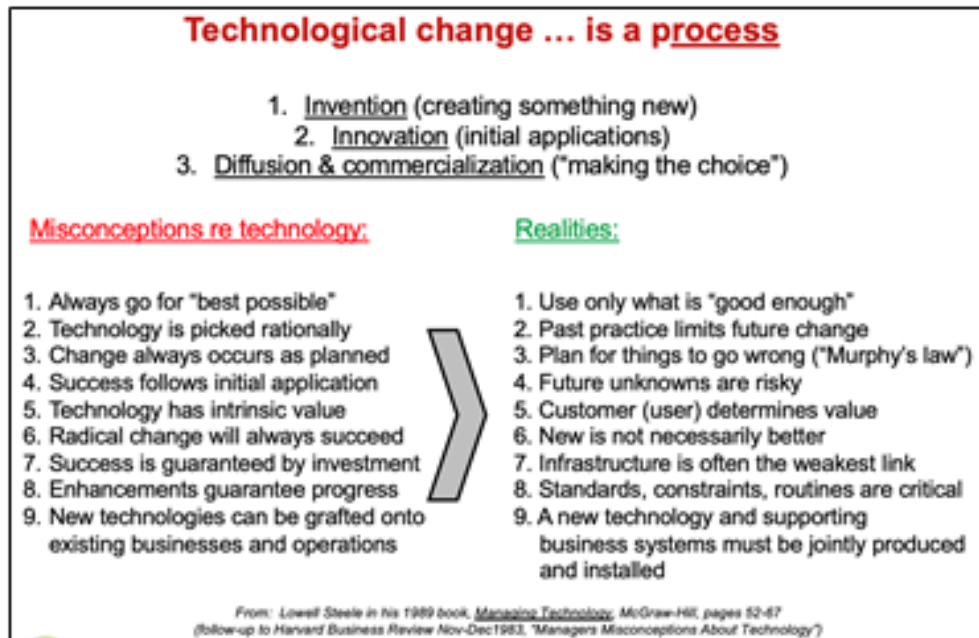 Technological change … is a process
1. Invention (creating something new)
2. Innovation (initial applications)
3. Diffusion & commercialization ("making the choice")
Misconceptions re technology:
1. Always go for "best possible"
2. Technology is picked rationally
3. Change always occurs as planned
4. Success follows initial application
5. Technology has intrinsic value
6. Radical change will always succeed
7. Success is guaranteed by investment
8. Enhancements guarantee progress
9. New technologies can be grafted onto
existing businesses and operations
Realities:
1. Use only what is "good enough"
2. Past practice limits future change
3. Plan for things to go wrong ("Murphy's law")
4. Future unknowns are risky
5. Customer (user) determines value
6. New is not necessarily better
7. Infrastructure is often the weakest link
8. Standards, constraints, routines are critical
9. A new technology and supporting
business systems must be jointly produced
and installed
From: Lowell Steele in his 1989 book, Managing Technology, McGraw-Hill, pages 52-67
(follow-up to Harvard Business Review Nov-Dec1983, "Managers Misconceptions About Technology")